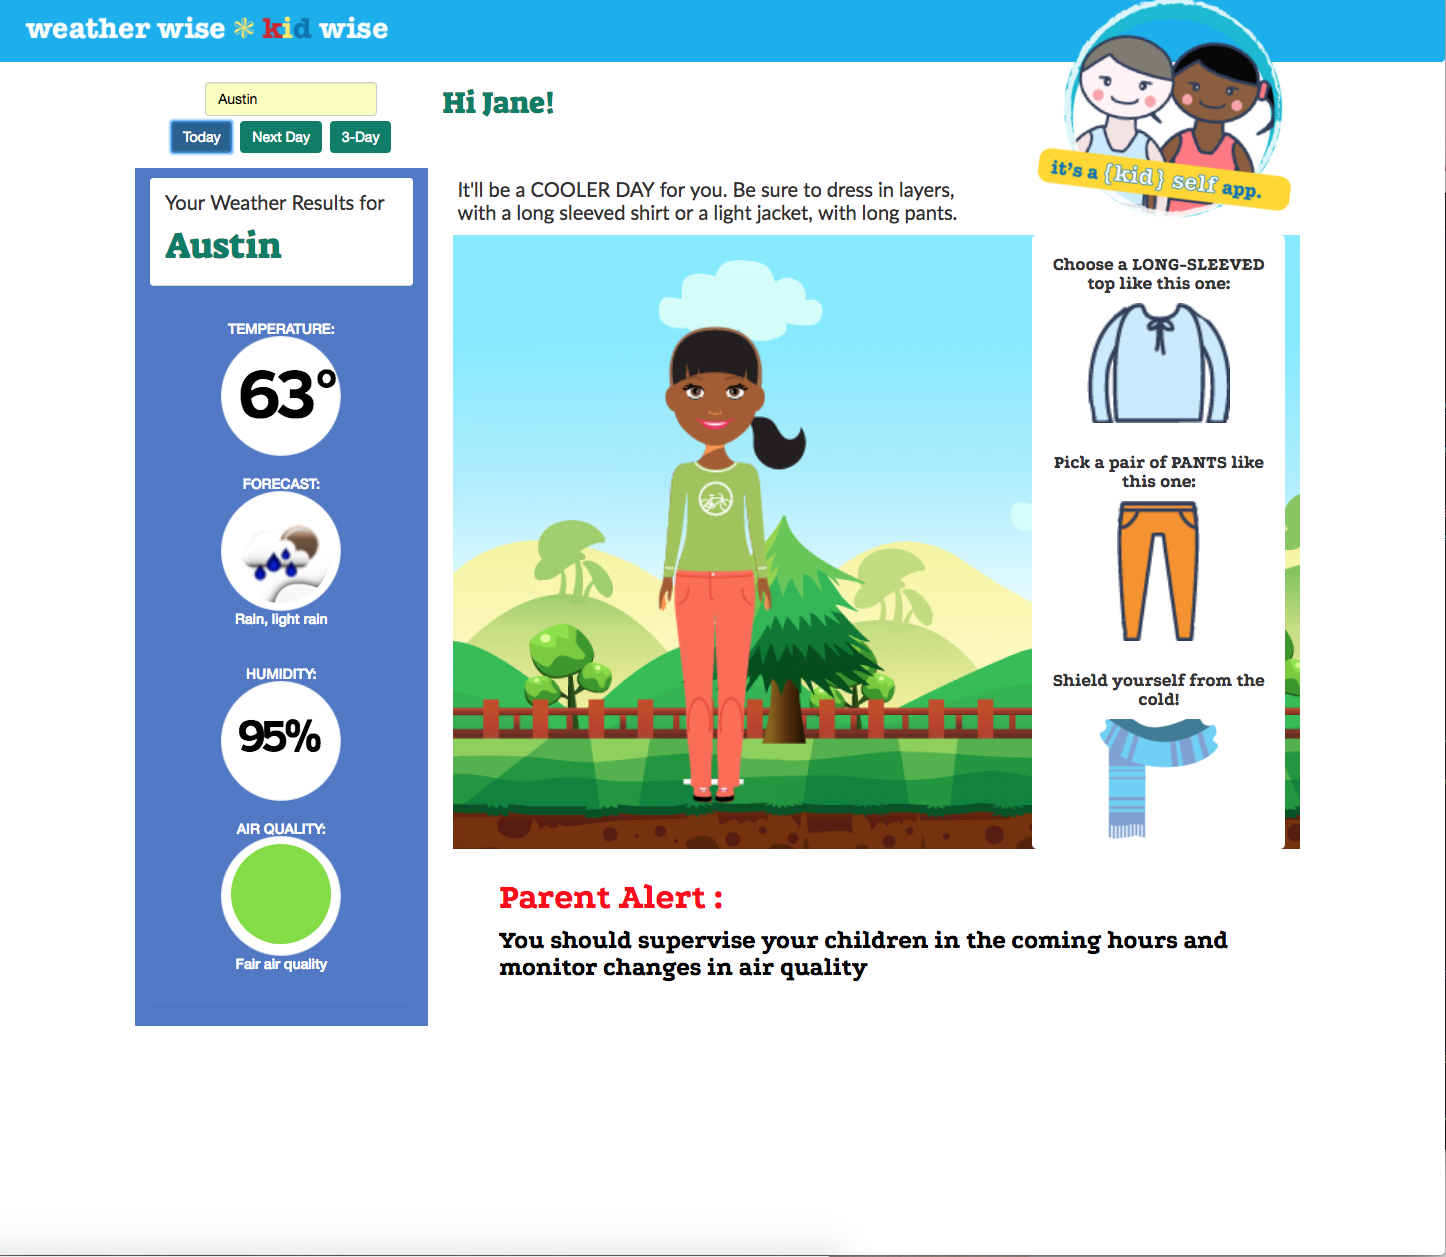 weather wise * kid wise
Austin
Today Next Day 3-Day
Hi Jane!
it's a {kid} self app.
Your Weather Results for
Austin
TEMPERATURE:
63°
FORECAST:
Rain, light rain
HUMIDITY:
95%
AIR QUALITY:
Fair air quality
It'll be a COOLER DAY for you. Be sure to dress in layers,
with a long sleeved shirt or a light jacket, with long pants.
Choose a LONG-SLEEVED
top like this one:
Pick a pair of PANTS like
this one:
Shield yourself from the
cold!
Parent Alert :
You should supervise your children in the coming hours and
monitor changes in air quality